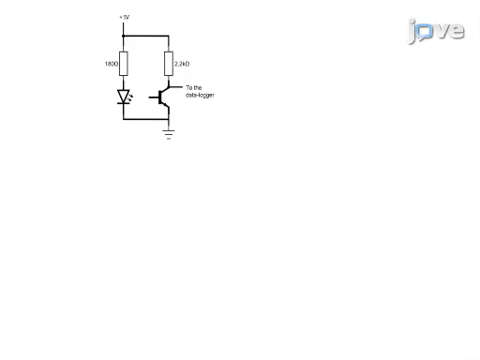 +5V
180Ω
2.2kΩ
To the
data-logger
jove